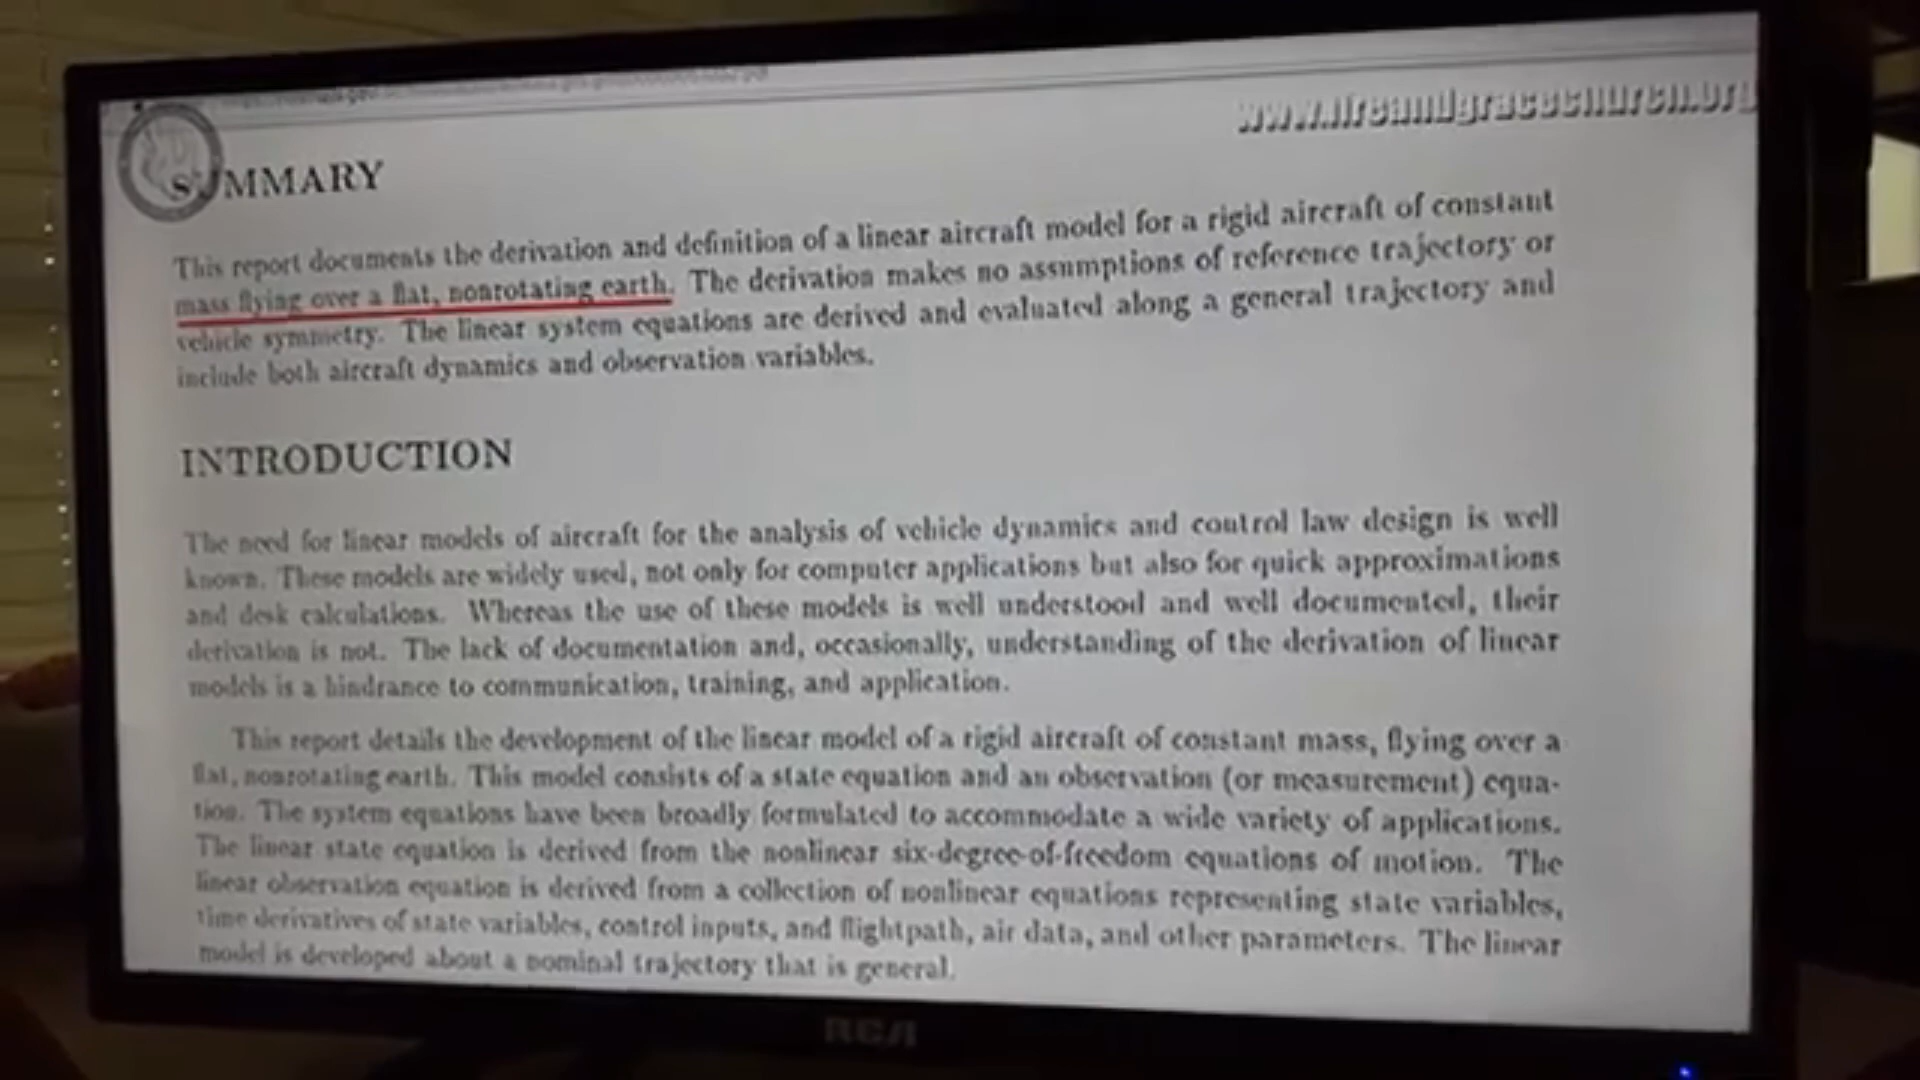 www.fireandgracechurch.org
SUMMARY
This report documents the derivation and definition of a linear aircraft model for a rigid aircraft of constant
mass flying over a flat, nonrotating earth. The derivation makes no assumptions of reference trajectory or
vehicle symmetry. The linear system equations are derived and evaluated along a general trajectory and
include both aircraft dynamics and observation variables.
INTRODUCTION
The need for linear models of aircraft for the analysis of vehicle dynamics and control law design is well
known. These models are widely used, not only for computer applications but also for quick approximations
and desk calculations. Whereas the use of these models is well understood and well documented, their
derivation is not. The lack of documentation and, occasionally, understanding of the derivation of linear
models is a hindrance to communication, training, and application.
This report details the development of the linear model of a rigid aircraft of constant mass, flying over a
flat, nonrotating earth. This model consists of a state equation and an observation (or measurement) equa-
tion. The system equations have been broadly formulated to accommodate a wide variety of applications.
The linear state equation is derived from the nonlinear six-degree-of-freedom equations of motion. The
linear observation equation is derived from a collection of nonlinear equations representing state variables,
time derivatives of state variables, control inputs, and flightpath, air data, and other parameters. The linear
model is developed about a nominal trajectory that is general.
RCA